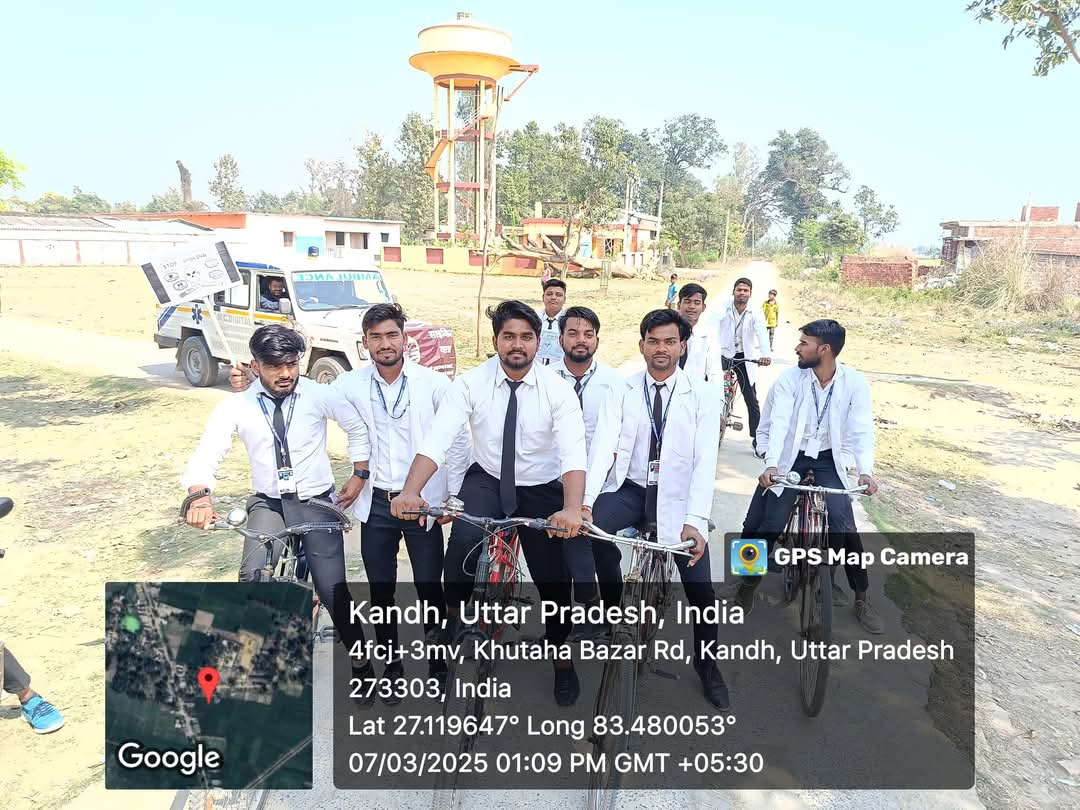 AMBULANCE
GPS Map Camera
Kandh, Uttar Pradesh, India
4fcj+3mv, Khutaha Bazar Rd, Kandh, Uttar Pradesh
273303, India
Lat 27.119647° Long 83.480053°
07/03/2025 01:09 PM GMT +05:30
Google